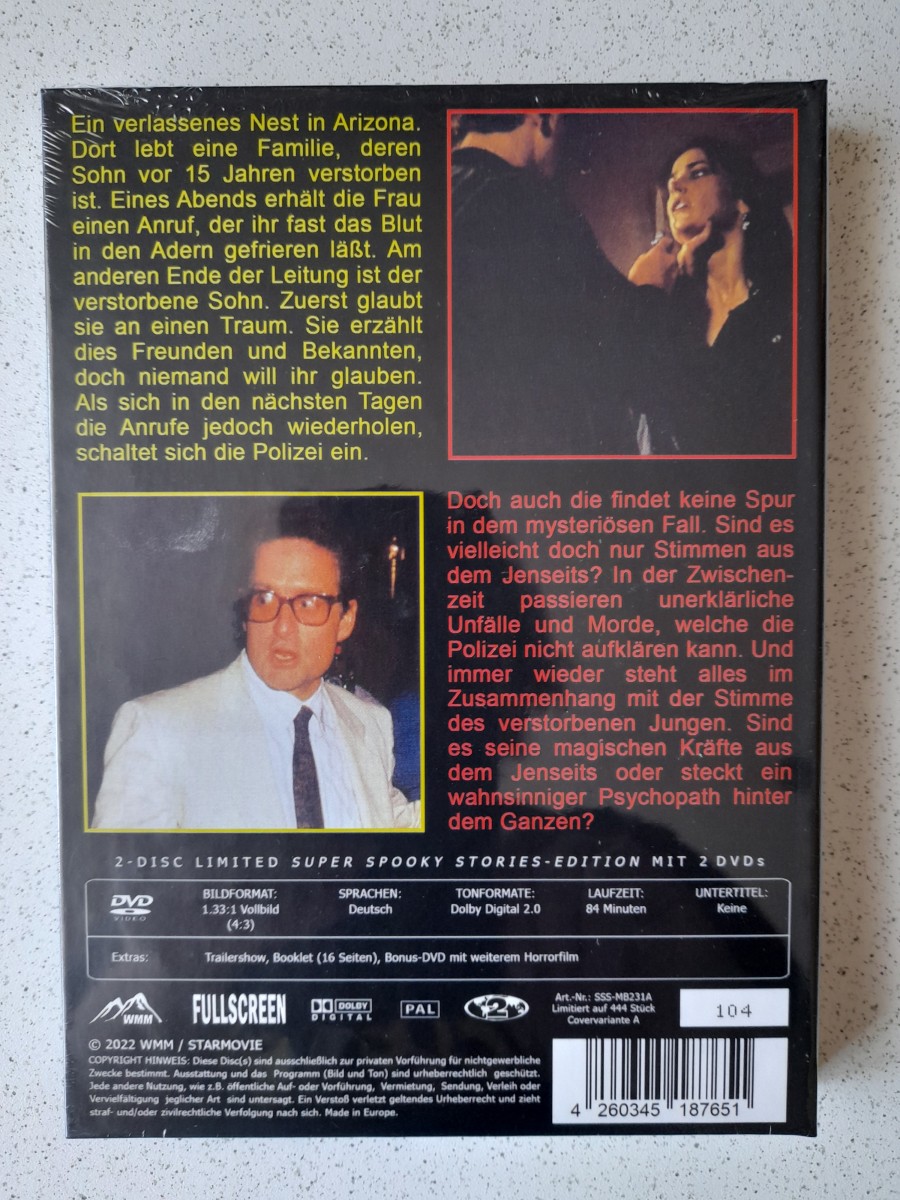 Ein verlassenes Nest in Arizona.
Dort lebt eine Familie, deren
Sohn vor 15 Jahren verstorben
ist. Eines Abends erhält die Frau
einen Anruf, der ihr fast das Blut
in den Adern gefrieren läßt. Am
anderen Ende der Leitung ist der
verstorbene Sohn. Zuerst glaubt
sie an einen Traum. Sie erzählt
dies Freunden und Bekannten,
doch niemand will ihr glauben.
Als sich in den nächsten Tagen
die Anrufe jedoch wiederholen,
schaltet sich die Polizei ein.
Doch auch die findet keine Spur
in dem mysteriösen Fall. Sind es
vielleicht doch nur Stimmen aus
dem Jenseits? In der Zwischen-
zeit passieren unerklärliche
Unfälle und Morde, welche die
Polizei nicht aufklären kann. Und
immer wieder steht alles im
Zusammenhang mit der Stimme
des verstorbenen Jungen. Sind
es seine magischen Kräfte aus
dem Jenseits oder steckt ein
wahnsinniger Psychopath hinter
dem Ganzen?
2-DISC LIMITED SUPER SPOOKY STORIES-EDITION MIT 2 DVDs
DVD VIDEO
BILDFORMAT:
1.33:1 Vollbild
(4:3)
SPRACHEN:
Deutsch
TONFORMATE:
Dolby Digital 2.0
LAUFZEIT:
84 Minuten
UNTERTITEL:
Keine
Extras: Trailershow, Booklet (16 Seiten), Bonus-DVD mit weiterem Horrorfilm
WMM
FULLSCREEN
DOLBY
DIGITAL
PAL
2
Art.-Nr.: SSS-MB231A
Limitiert auf 444 Stück
Covervariante A
104
© 2022 WMM / STARMOVIE
COPYRIGHT HINWEIS: Diese Disc(s) sind ausschließlich zur privaten Vorführung für nichtgewerbliche
Zwecke bestimmt. Ausstattung und das Programm (Bild und Ton) sind urheberrechtlich geschützt.
Jede andere Nutzung, wie z.B. öffentliche Auf- oder Vorführung, Vermietung, Sendung, Verleih oder
Vervielfältigung jeglicher Art sind untersagt. Ein Verstoß verletzt geltendes Urheberrecht und zieht
straf- und/oder zivilrechtliche Verfolgung nach sich. Made in Europe.
4 260345 187651